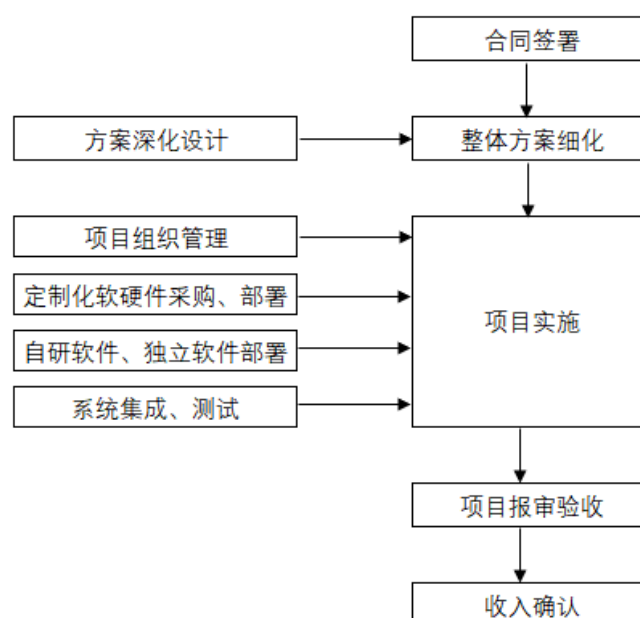 合同签署
方案深化设计
整体方案细化
项目组织管理
定制化软硬件采购、部署
项目实施
自研软件、独立软件部署
系统集成、测试
项目报审验收
收入确认